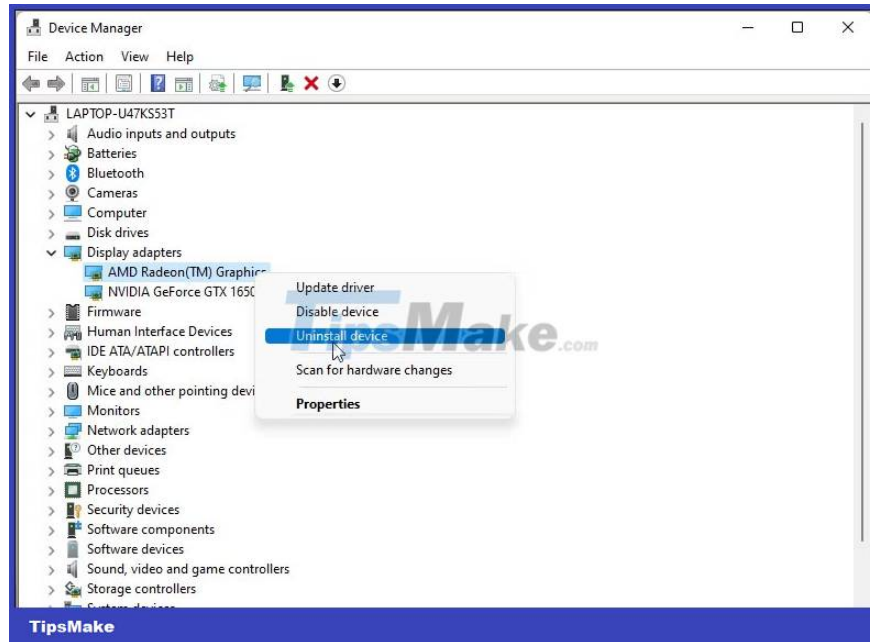 Device Manager
File Action View Help
LAPTOP-U47KS53T
Audio inputs and outputs
Batteries
Bluetooth
Cameras
Computer
Disk drives
Display adapters
AMD Radeon(TM) Graphics
NVIDIA GeForce GTX 1650
Firmware
Human Interface Devices
IDE ATA/ATAPI controllers
Keyboards
Mice and other pointing devi
Monitors
Network adapters
Other devices
Print queues
Processors
Security devices
Software components
Software devices
Sound, video and game controllers
Storage controllers
System devices
Update driver
Disable device
Uninstall device
Scan for hardware changes
Properties
TipsMake.com
TipsMake